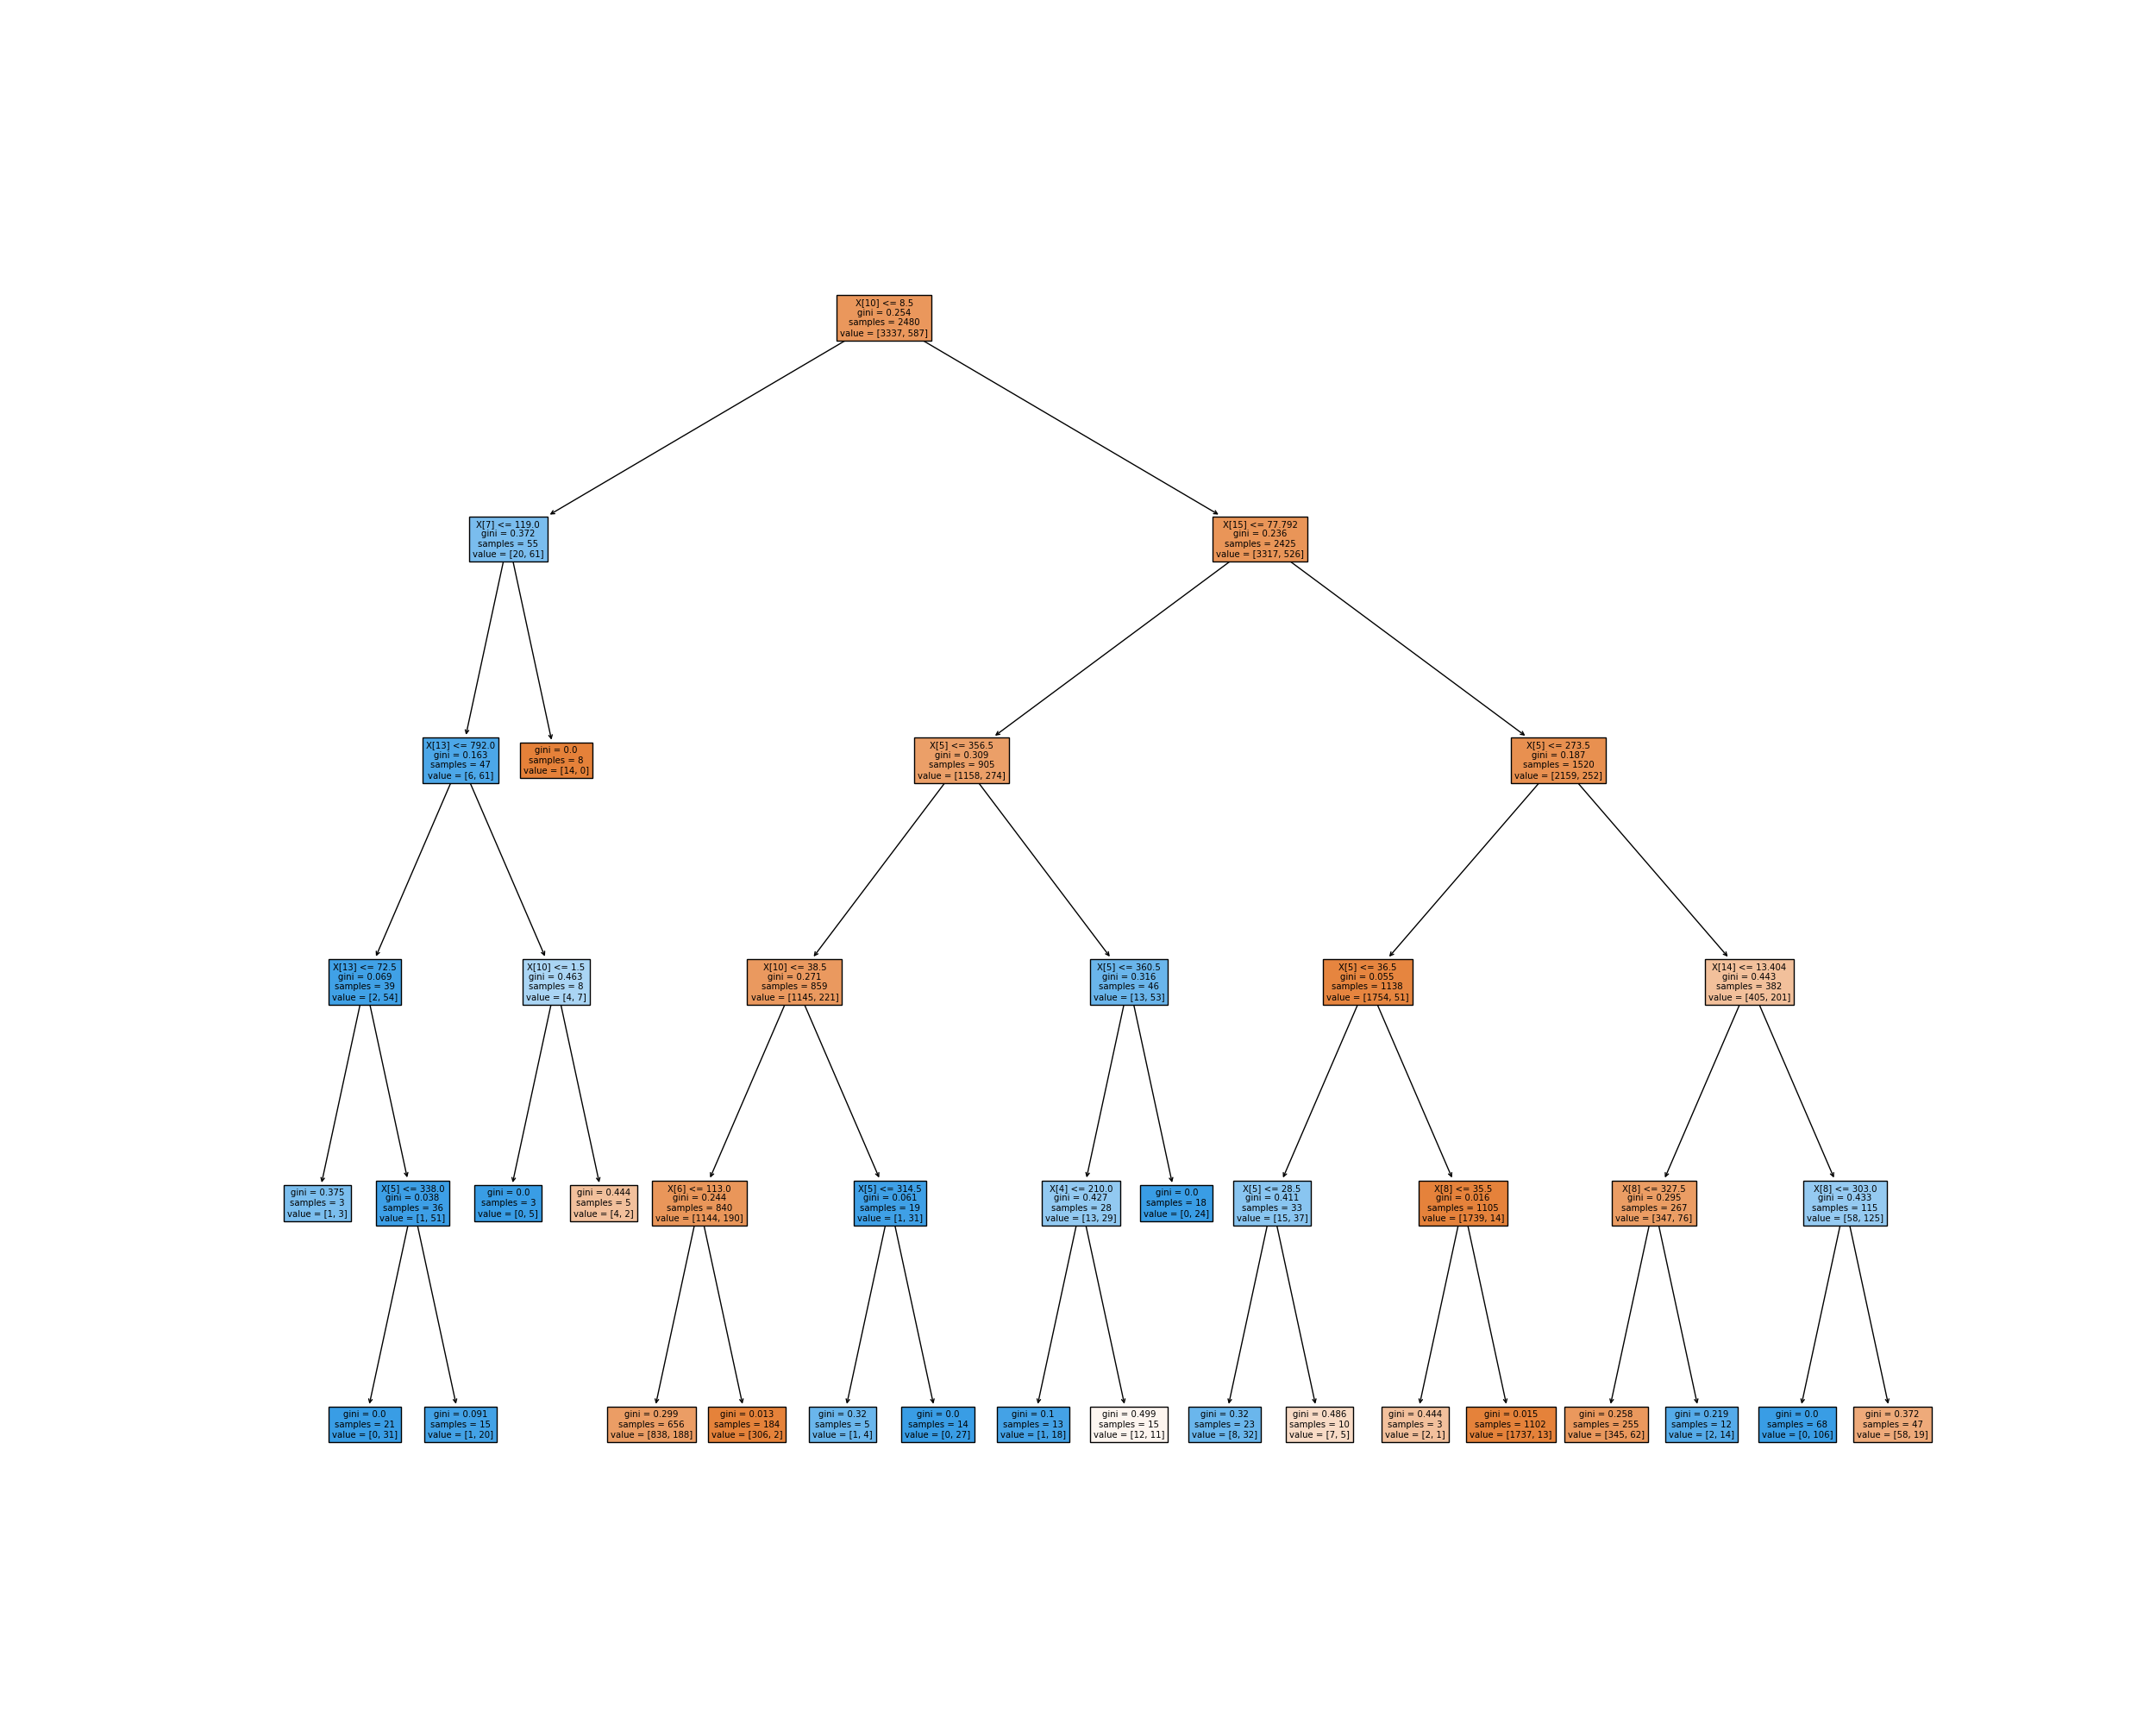 X[10] <= 8.5
gini = 0.254
samples = 2480
value = [3337, 587]
X[7] <= 119.0
gini = 0.372
samples = 55
value = [20, 61]
X[15] <= 77.792
gini = 0.236
samples = 2425
value = [3317, 526]
X[13] <= 792.0
gini = 0.163
samples = 47
value = [6, 61]
gini = 0.0
samples = 8
value = [14, 0]
X[5] <= 356.5
gini = 0.309
samples = 905
value = [1158, 274]
X[5] <= 273.5
gini = 0.187
samples = 1520
value = [2159, 252]
X[13] <= 72.5
gini = 0.069
samples = 39
value = [2, 54]
X[10] <= 1.5
gini = 0.463
samples = 8
value = [4, 7]
X[10] <= 38.5
gini = 0.271
samples = 859
value = [1145, 221]
X[5] <= 360.5
gini = 0.316
samples = 46
value = [13, 53]
X[5] <= 36.5
gini = 0.055
samples = 1138
value = [1754, 51]
X[14] <= 13.404
gini = 0.443
samples = 382
value = [405, 201]
gini = 0.375
samples = 3
value = [1, 3]
X[5] <= 338.0
gini = 0.038
samples = 36
value = [1, 51]
gini = 0.0
samples = 3
value = [0, 5]
gini = 0.444
samples = 5
value = [4, 2]
X[6] <= 113.0
gini = 0.244
samples = 840
value = [1144, 190]
X[5] <= 314.5
gini = 0.061
samples = 19
value = [1, 31]
X[4] <= 210.0
gini = 0.427
samples = 28
value = [13, 29]
gini = 0.0
samples = 18
value = [0, 24]
X[5] <= 28.5
gini = 0.411
samples = 33
value = [15, 37]
X[8] <= 35.5
gini = 0.016
samples = 1105
value = [1739, 14]
X[8] <= 327.5
gini = 0.295
samples = 267
value = [347, 76]
X[8] <= 303.0
gini = 0.433
samples = 115
value = [58, 125]
gini = 0.0
samples = 21
value = [0, 31]
gini = 0.091
samples = 15
value = [1, 20]
gini = 0.299
samples = 656
value = [838, 188]
gini = 0.013
samples = 184
value = [306, 2]
gini = 0.32
samples = 5
value = [1, 4]
gini = 0.0
samples = 14
value = [0, 27]
gini = 0.1
samples = 13
value = [1, 18]
gini = 0.499
samples = 15
value = [12, 11]
gini = 0.32
samples = 23
value = [8, 32]
gini = 0.486
samples = 10
value = [7, 5]
gini = 0.444
samples = 3
value = [2, 1]
gini = 0.015
samples = 1102
value = [1737, 13]
gini = 0.258
samples = 255
value = [345, 62]
gini = 0.219
samples = 12
value = [2, 14]
gini = 0.0
samples = 68
value = [0, 106]
gini = 0.372
samples = 47
value = [58, 19]